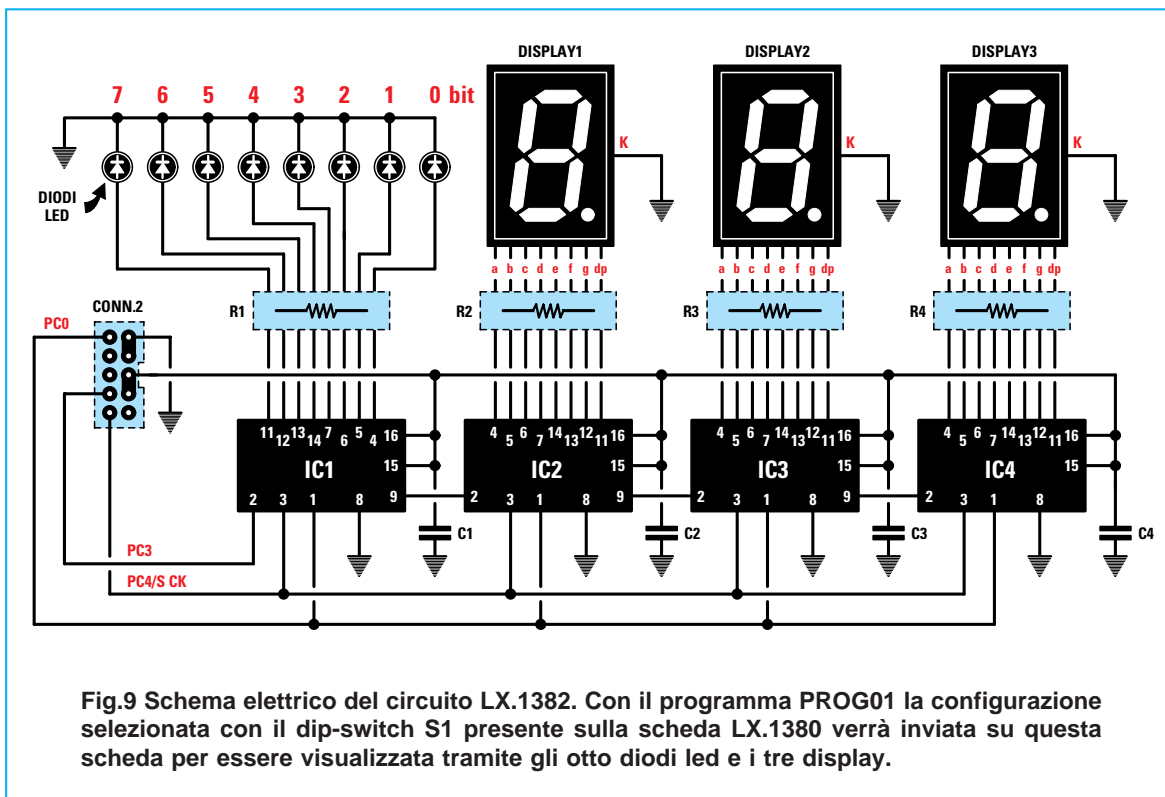 DISPLAY1 DISPLAY2 DISPLAY3
7 6 5 4 3 2 1 0 bit
K K K
DIODI
LED
a b c d e f g dp a b c d e f g dp a b c d e f g dp
CONN.2
R1 R2 R3 R4
PC0
11 12 13 14 7 6 5 4 16 4 5 6 7 14 13 12 11 16 4 5 6 7 14 13 12 11 16 4 5 6 7 14 13 12 11 16
IC1 15 IC2 15 IC3 15 IC4 15
2 3 1 8 9 2 3 1 8 9 2 3 1 8 9 2 3 1 8
C1 C2 C3 C4
PC3
PC4/S CK
Fig.9 Schema elettrico del circuito LX.1382. Con il programma PROG01 la configurazione
selezionata con il dip-switch S1 presente sulla scheda LX.1380 verrà inviata su questa
scheda per essere visualizzata tramite gli otto diodi led e i tre display.